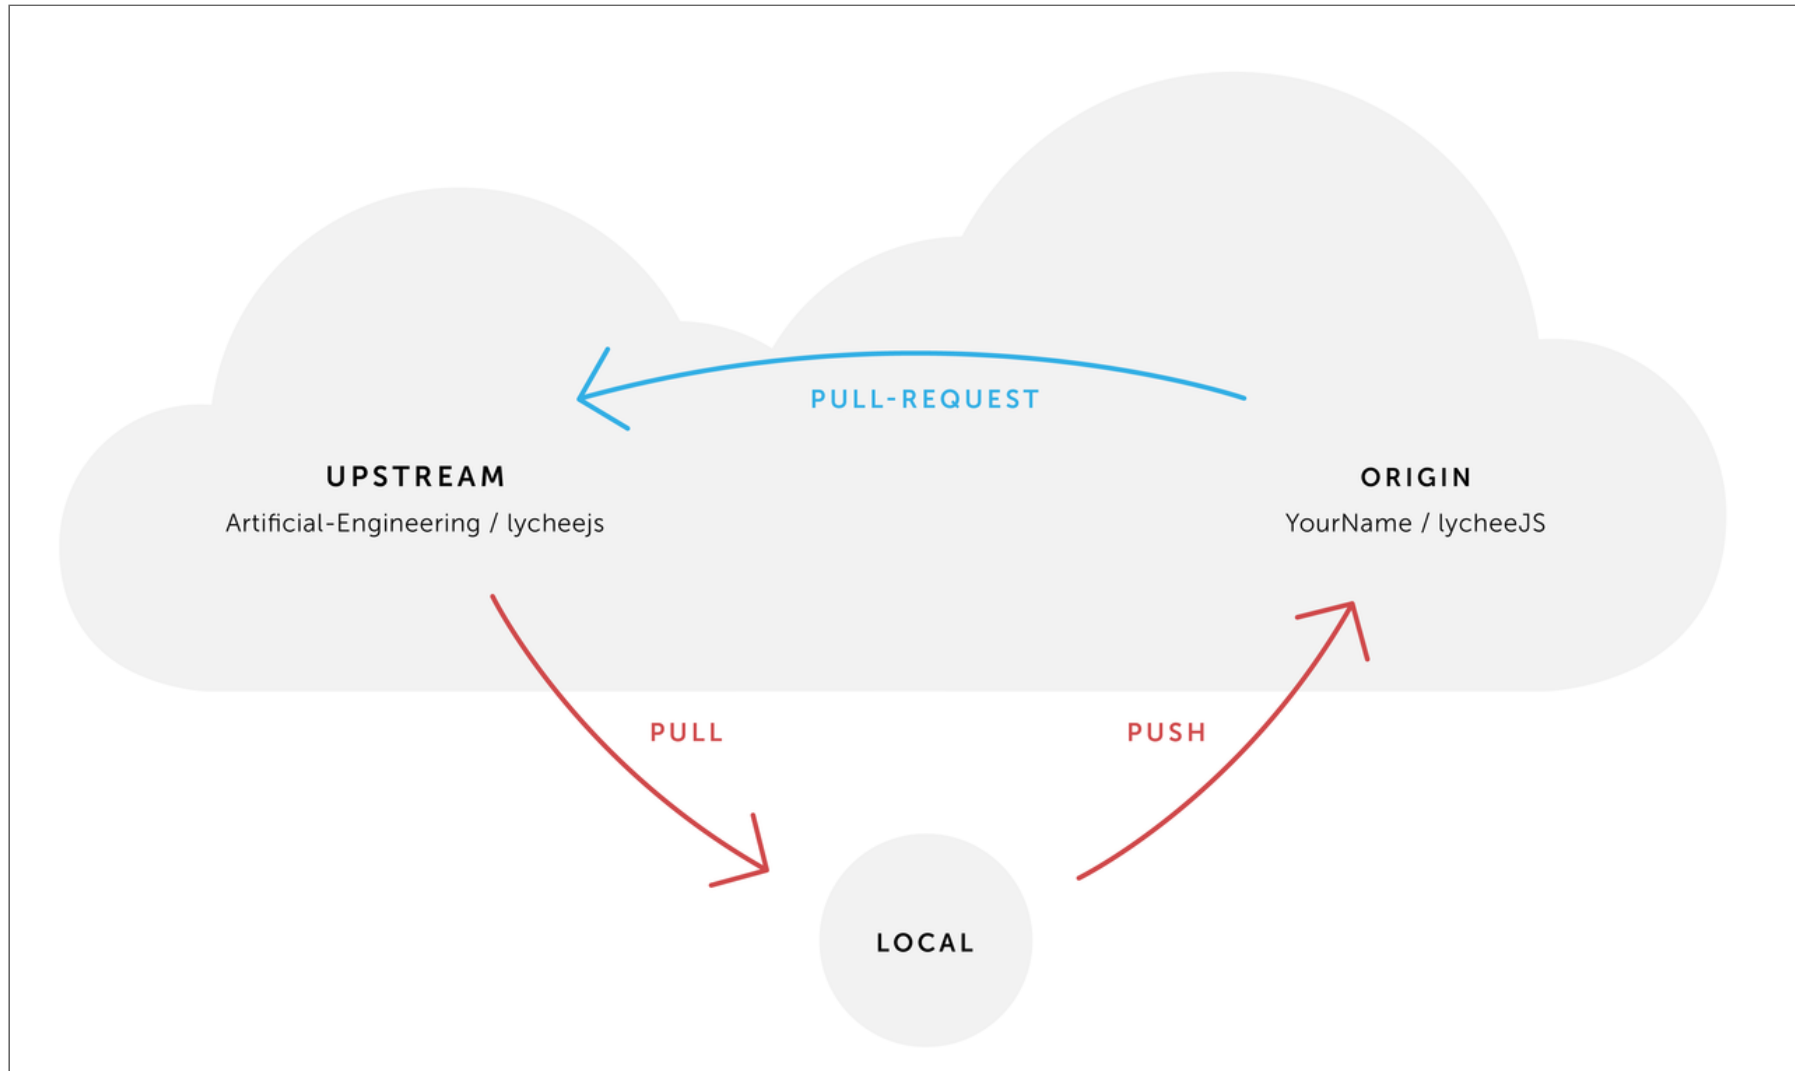 PULL-REQUEST
UPSTREAM
Artificial-Engineering / lycheejs
ORIGIN
YourName / lycheeJS
PULL
PUSH
LOCAL